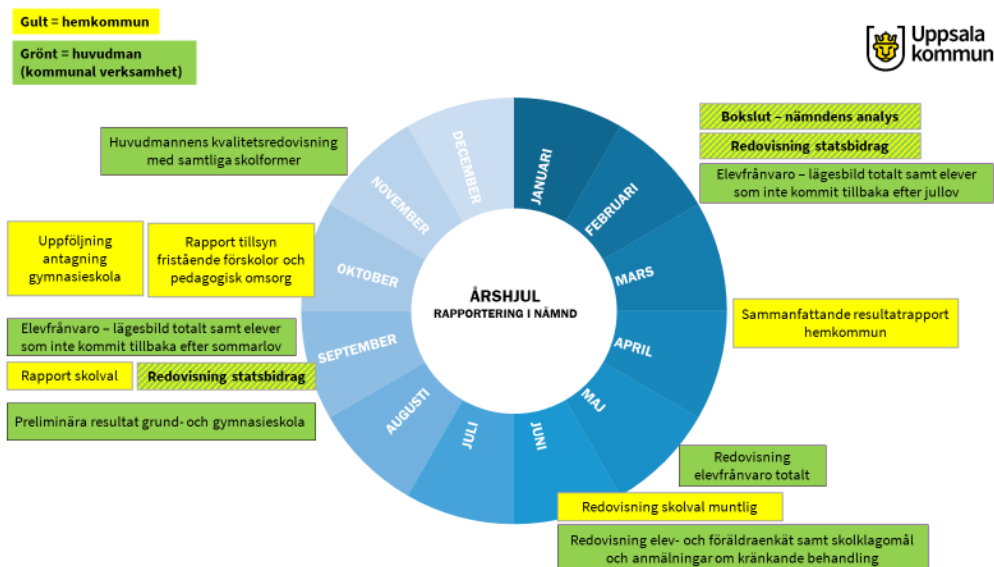 Gult = hemkommun
Grönt = huvudman
(kommunal verksamhet)
Uppsala
kommun
Bokslut – nämndens analys
Redovisning statsbidrag
Elevfrånvaro – lägesbild totalt samt elever
som inte kommit tillbaka efter jullov
Huvudmannens kvalitetsredovisning
med samtliga skolformer
DECEMBER
JANUARI
NOVEMBER
FEBRUARI
Uppföljning
antagning
gymnasieskola
Rapport tillsyn
fristående förskolor och
pedagogisk omsorg
OKTOBER
MARS
ÅRSHJUL
RAPPORTERING I NÄMND
Sammanfattande resultatrapport
hemkommun
Elevfrånvaro – lägesbild totalt samt elever
som inte kommit tillbaka efter sommarlov
SEPTEMBER
APRIL
Rapport skolval
Redovisning statsbidrag
AUGUSTI
MAJ
Preliminära resultat grund- och gymnasieskola
JULI
JUNI
Redovisning
elevfrånvaro totalt
Redovisning skolval muntlig
Redovisning elev- och föräldraenkät samt skolklagomål
och anmälningar om kränkande behandling